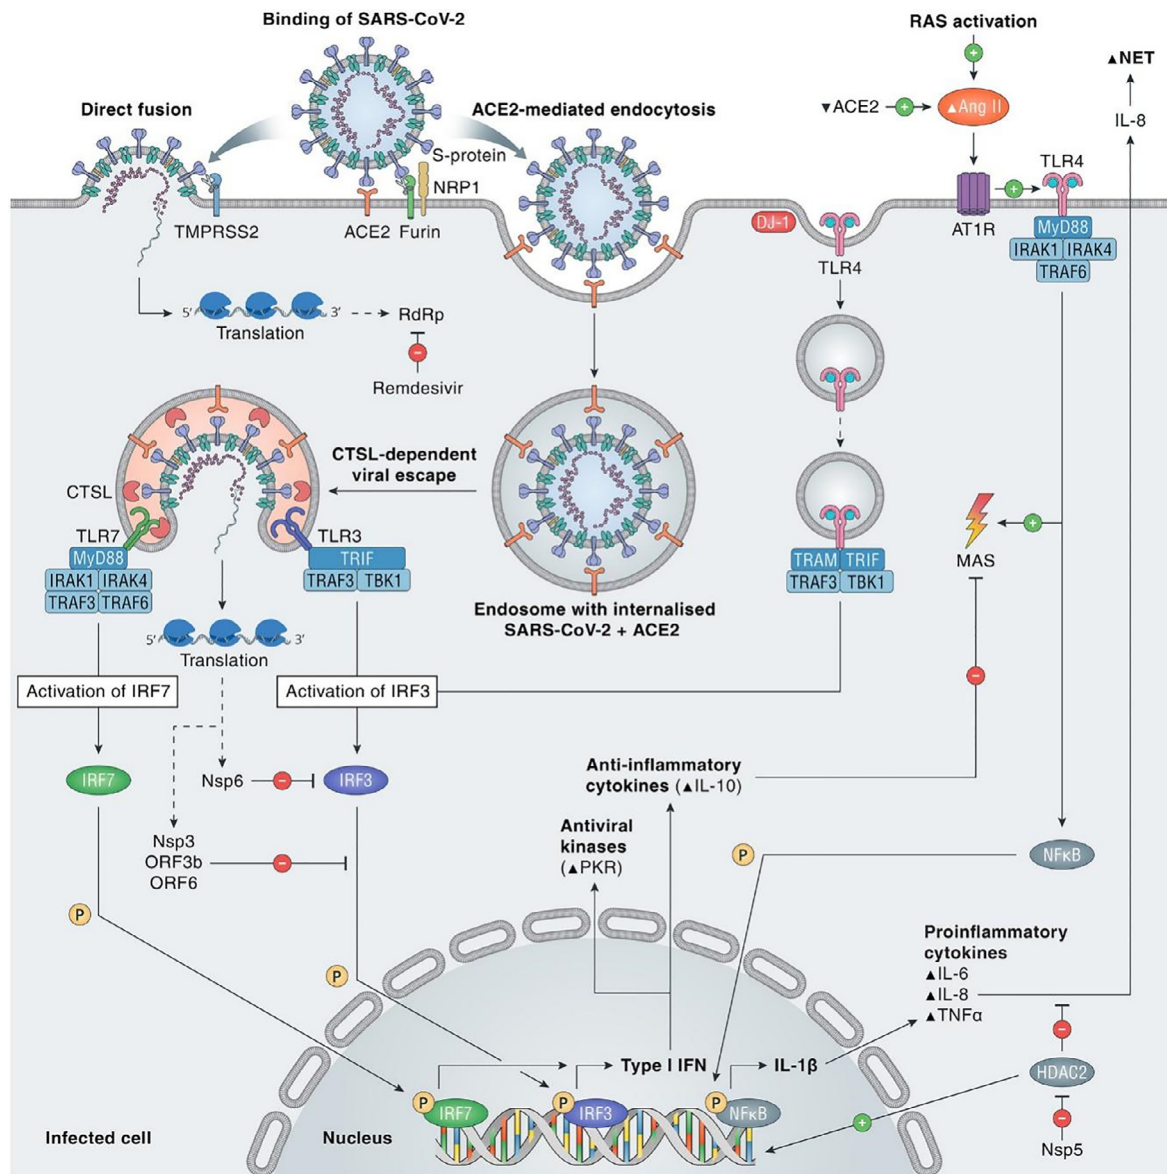 Binding of SARS-CoV-2
RAS activation
+
▲NET
Direct fusion
ACE2-mediated endocytosis
▼ACE2
+
▲Ang II
IL-8
S-protein
NRP1
TLR4
+
TMPRSS2
ACE2
Furin
DJ-1
TLR4
AT1R
MyD88
IRAK1
IRAK4
TRAF6
5′
3′
Translation
RdRp
−
Remdesivir
CTSL-dependent
viral escape
CTSL
TLR7
MyD88
IRAK1
IRAK4
TRAF3
TRAF6
TLR3
TRIF
TRAF3
TBK1
Endosome with internalised
SARS-CoV-2 + ACE2
TRAM
TRIF
TRAF3
TBK1
+
MAS
−
5′
3′
Translation
Activation of IRF7
Activation of IRF3
IRF7
Nsp6
−
IRF3
Nsp3
ORF3b
ORF6
−
Anti-inflammatory
cytokines (▲IL-10)
Antiviral
kinases
(▲PKR)
P
NFκB
P
P
Proinflammatory
cytokines
▲IL-6
▲IL-8
▲TNFα
−
HDAC2
−
Nsp5
+
Type I IFN
IL-1β
P
IRF7
P
IRF3
P
NFκB
Infected cell
Nucleus